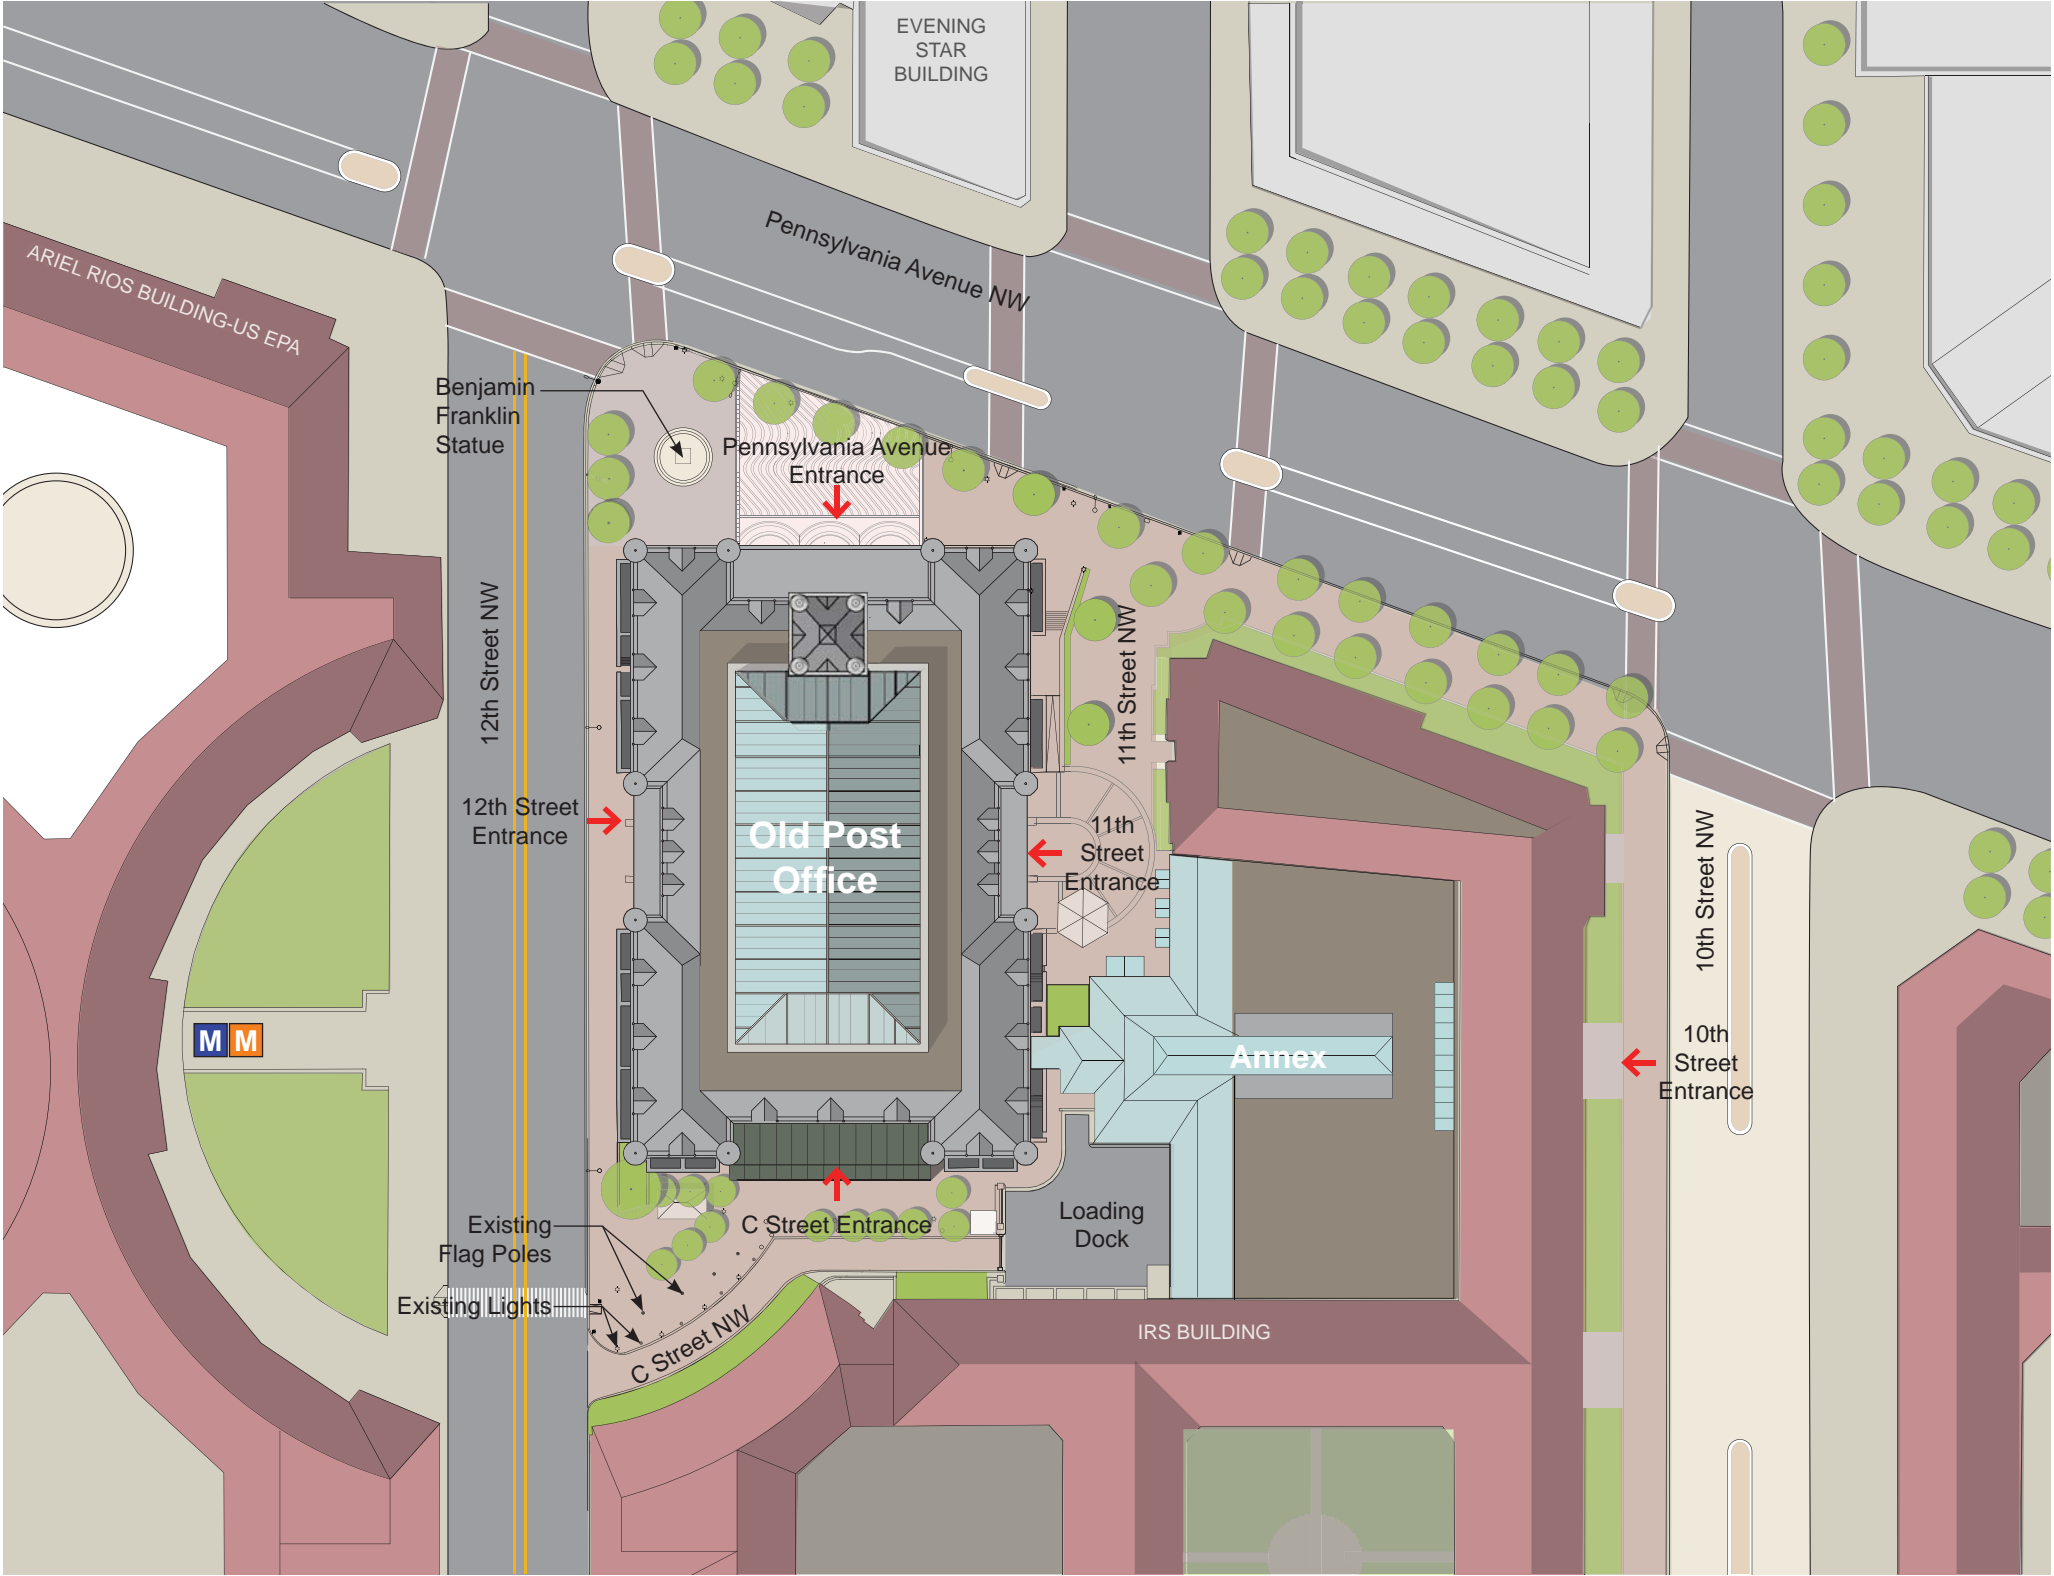 EVENING
STAR
BUILDING
Pennsylvania Avenue NW
ARIEL RIOS BUILDING-US EPA
Benjamin
Franklin
Statue
Pennsylvania Avenue
Entrance
12th Street NW
11th Street NW
12th Street
Entrance
Old Post
Office
11th
Street
Entrance
10th Street NW
M M
Annex
10th
Street
Entrance
Existing
Flag Poles
C Street Entrance
Loading
Dock
Existing Lights
C Street NW
IRS BUILDING